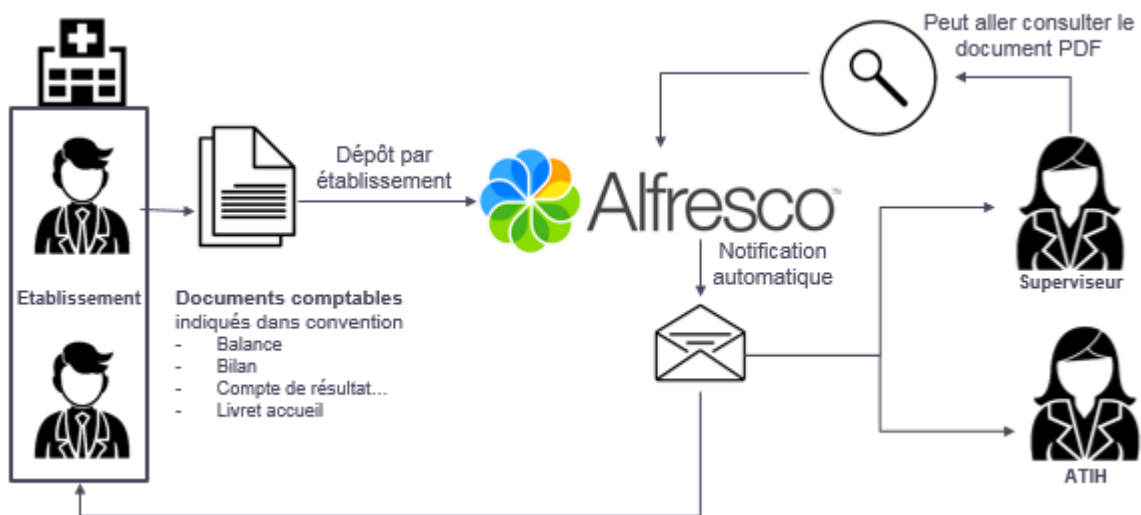 Peut aller consulter le
document PDF
Dépôt par
établissement
Alfresco™
Notification
automatique
Etablissement
Documents comptables
indiqués dans convention
- Balance
- Bilan
- Compte de résultat...
- Livret accueil
Superviseur
ATIH